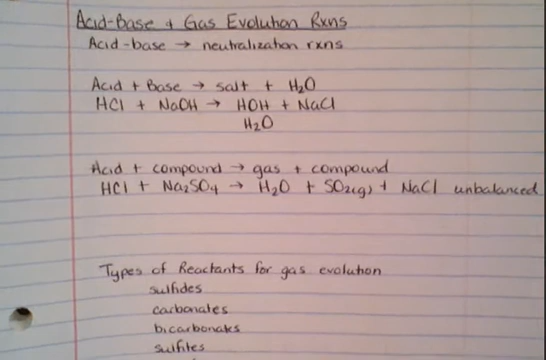 Acid-Base + Gas Evolution Rxns
Acid-base → neutralization rxns
Acid + Base → salt + H₂O
HCl + NaOH → HOH + NaCl
H₂O
Acid + compound → gas + compound
HCl + Na₂SO₄ → H₂O + SO₂(g) + NaCl unbalanced
Types of Reactants for gas evolution
sulfides
carbonates
bicarbonates
sulfites